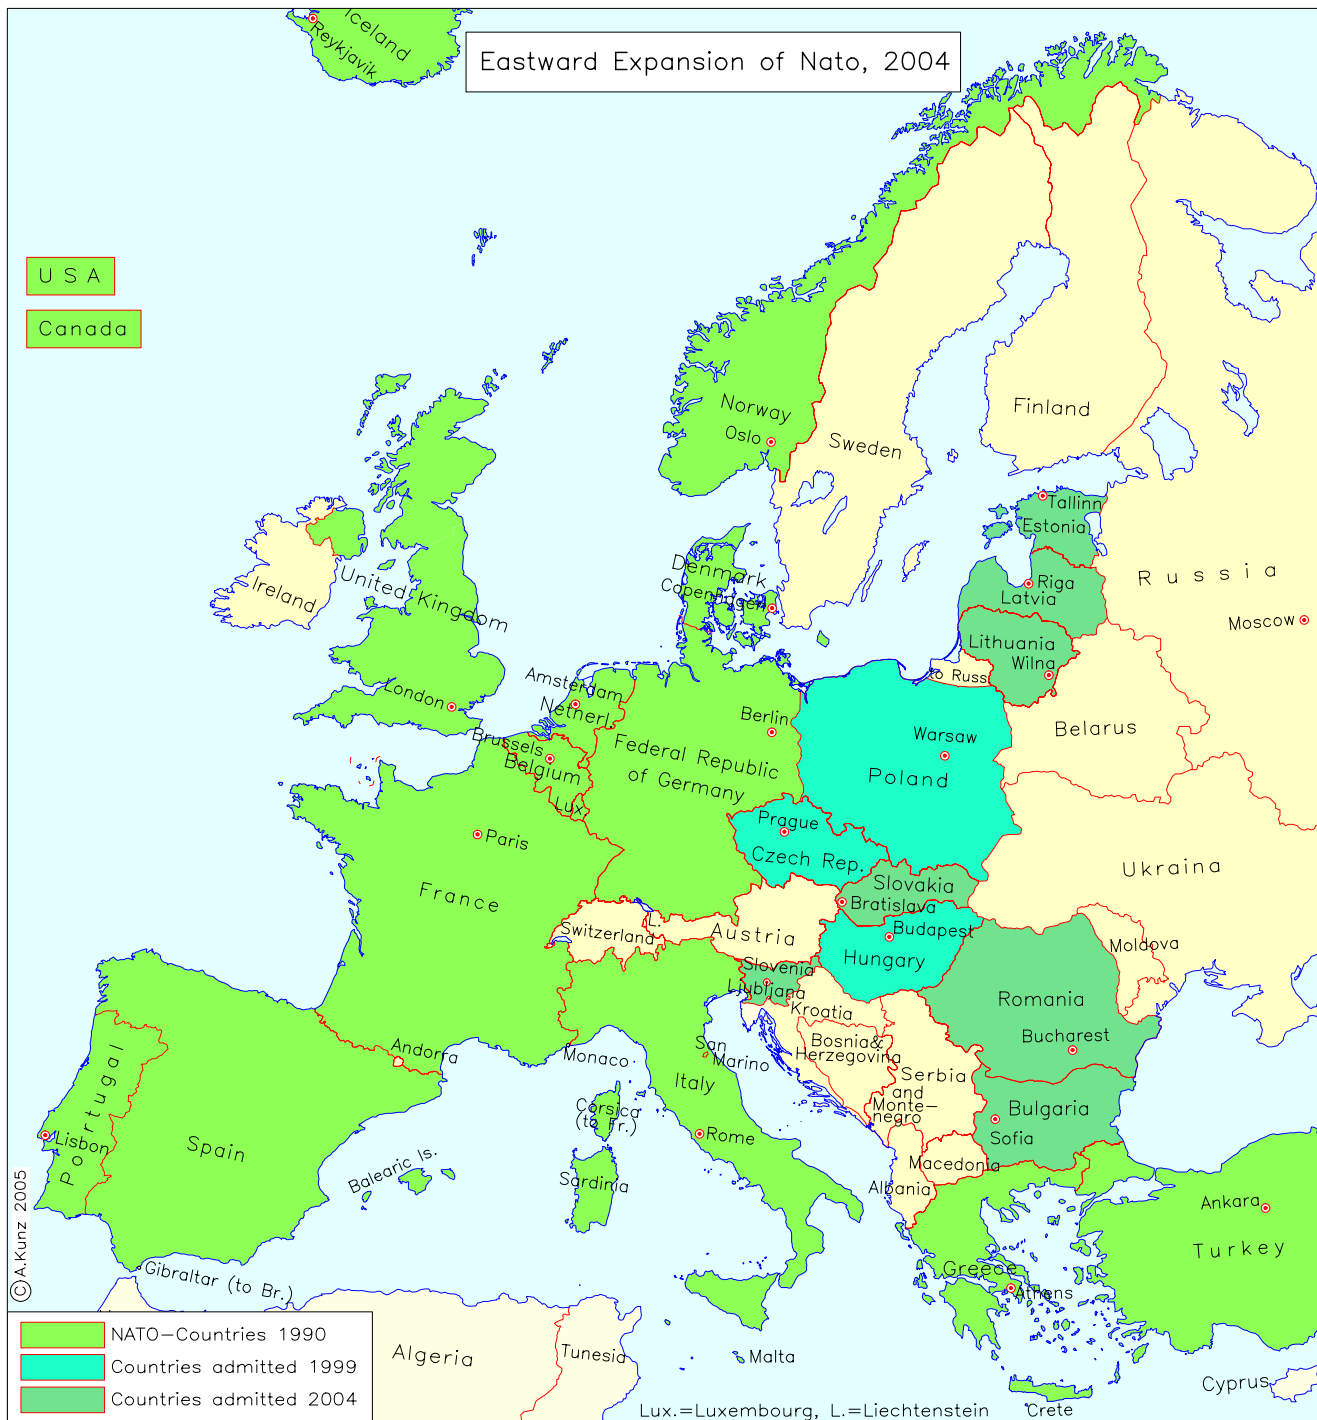 Iceland
Reykjavik
Eastward Expansion of Nato, 2004
USA
Canada
Norway
Oslo
Sweden
Finland
Tallinn
Estonia
Russia
Riga
Latvia
Moscow
Ireland
United Kingdom
Denmark
Copenhagen
Lithuania
Wilna
to Russ
London
Amsterdam
Netherl.
Brussels
Belgium
Lux.
Berlin
Federal Republic
of Germany
Warsaw
Poland
Belarus
Paris
France
Prague
Czech Rep.
Slovakia
Bratislava
Ukraina
Switzerland
L.
Austria
Budapest
Hungary
Moldova
Slovenia
Ljubljana
Kroatia
Romania
Bucharest
Bosnia&
Herzegovina
Serbia
and
Monte-
negro
Andorra
Monaco
San
Marino
Italy
Corsica
(to Fr.)
Rome
Bulgaria
Sofia
Portugal
Lisbon
Spain
Balearic Is.
Sardinia
Macedonia
Albania
Ankara
Turkey
Greece
Athens
©A.Kunz 2005
Gibraltar (to Br.)
NATO-Countries 1990
Countries admitted 1999
Countries admitted 2004
Algeria
Tunesia
Malta
Cyprus
Crete
Lux.=Luxembourg, L.=Liechtenstein